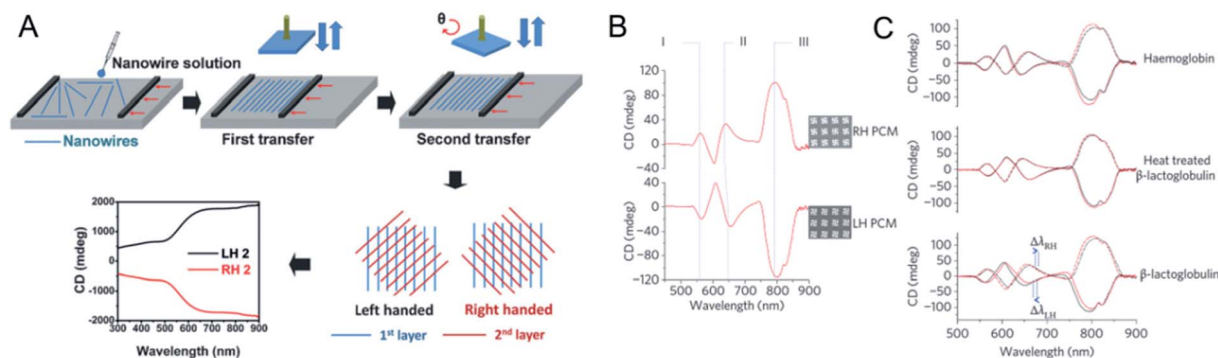 A
Nanowire solution
Nanowires
θ
First transfer
Second transfer
2000
1000
0
-1000
-2000
CD (mdeg)
LH 2
RH 2
300 400 500 600 700 800 900
Wavelength (nm)
Left handed
Right handed
1st layer
2nd layer
B
I
II
III
120
80
40
0
-40
CD (mdeg)
RH PCM
40
0
-40
-80
-120
CD (mdeg)
LH PCM
500 600 700 800 900
Wavelength (nm)
C
100
50
0
-50
-100
CD (mdeg)
Haemoglobin
100
50
0
-50
-100
CD (mdeg)
Heat treated
β-lactoglobulin
100
50
0
-50
-100
CD (mdeg)
ΔλRH
ΔλLH
β-lactoglobulin
500 600 700 800 900
Wavelength (nm)